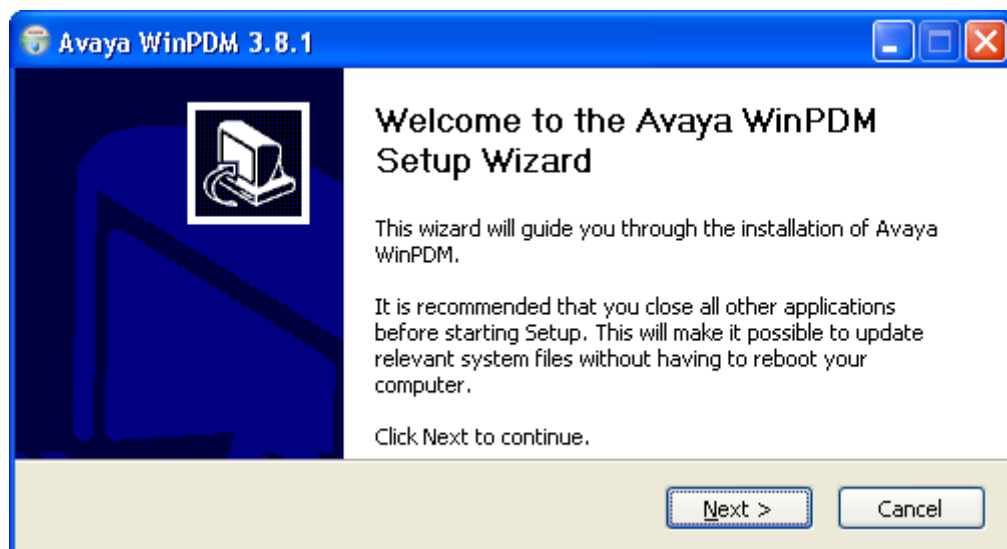 Avaya WinPDM 3.8.1
Welcome to the Avaya WinPDM
Setup Wizard
This wizard will guide you through the installation of Avaya
WinPDM.
It is recommended that you close all other applications
before starting Setup. This will make it possible to update
relevant system files without having to reboot your
computer.
Click Next to continue.
Next >
Cancel